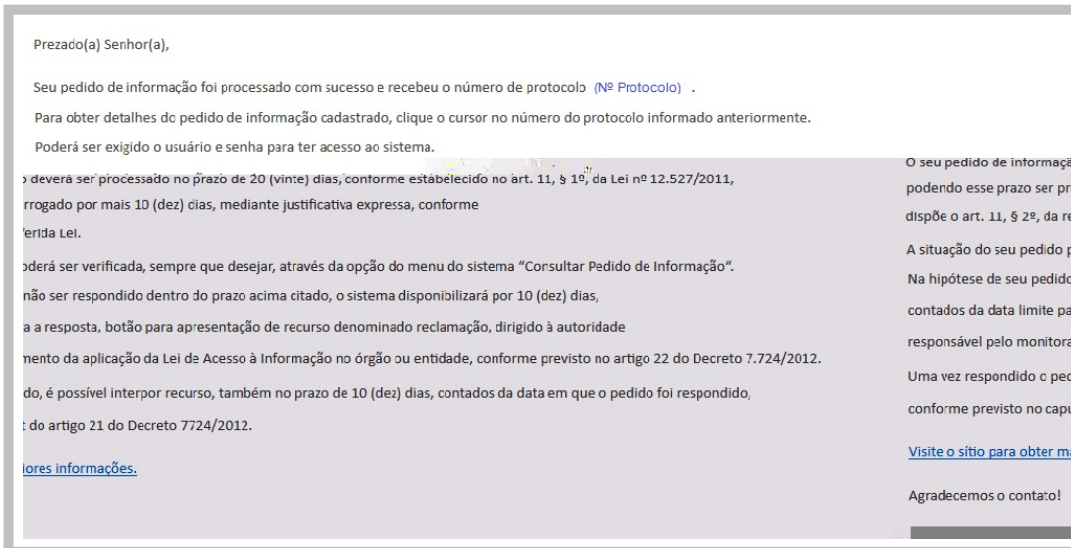 Prezado(a) Senhor(a),
Seu pedido de informação foi processado com sucesso e recebeu o número de protocolo (Nº Protocolo) .
Para obter detalhes do pedido de informação cadastrado, clique o cursor no número do protocolo informado anteriormente.
Poderá ser exigido o usuário e senha para ter acesso ao sistema.
o deverá ser processado no prazo de 20 (vinte) dias, conforme estabelecido no art. 11, § 1º, da Lei nº 12.527/2011,
rrogado por mais 10 (dez) dias, mediante justificativa expressa, conforme
ferida Lei.
oderá ser verificada, sempre que desejar, através da opção do menu do sistema “Consultar Pedido de Informação“.
não ser respondido dentro do prazo acima citado, o sistema disponibilizará por 10 (dez) dias,
a a resposta, botão para apresentação de recurso denominado reclamação, dirigido à autoridade
mento da aplicação da Lei de Acesso à Informação no órgão ou entidade, conforme previsto no artigo 22 do Decreto 7.724/2012.
do, é possível interpor recurso, também no prazo de 10 (dez) dias, contados da data em que o pedido foi respondido,
do artigo 21 do Decreto 7724/2012.
iores informações.
O seu pedido de informaçã
podendo esse prazo ser pr
dispõe o art. 11, § 2º, da re
A situação do seu pedido p
Na hipótese de seu pedido
contados da data limite pa
responsável pelo monitora
Uma vez respondido o ped
conforme previsto no capu
Visite o sítio para obter ma
Agradecemos o contato!